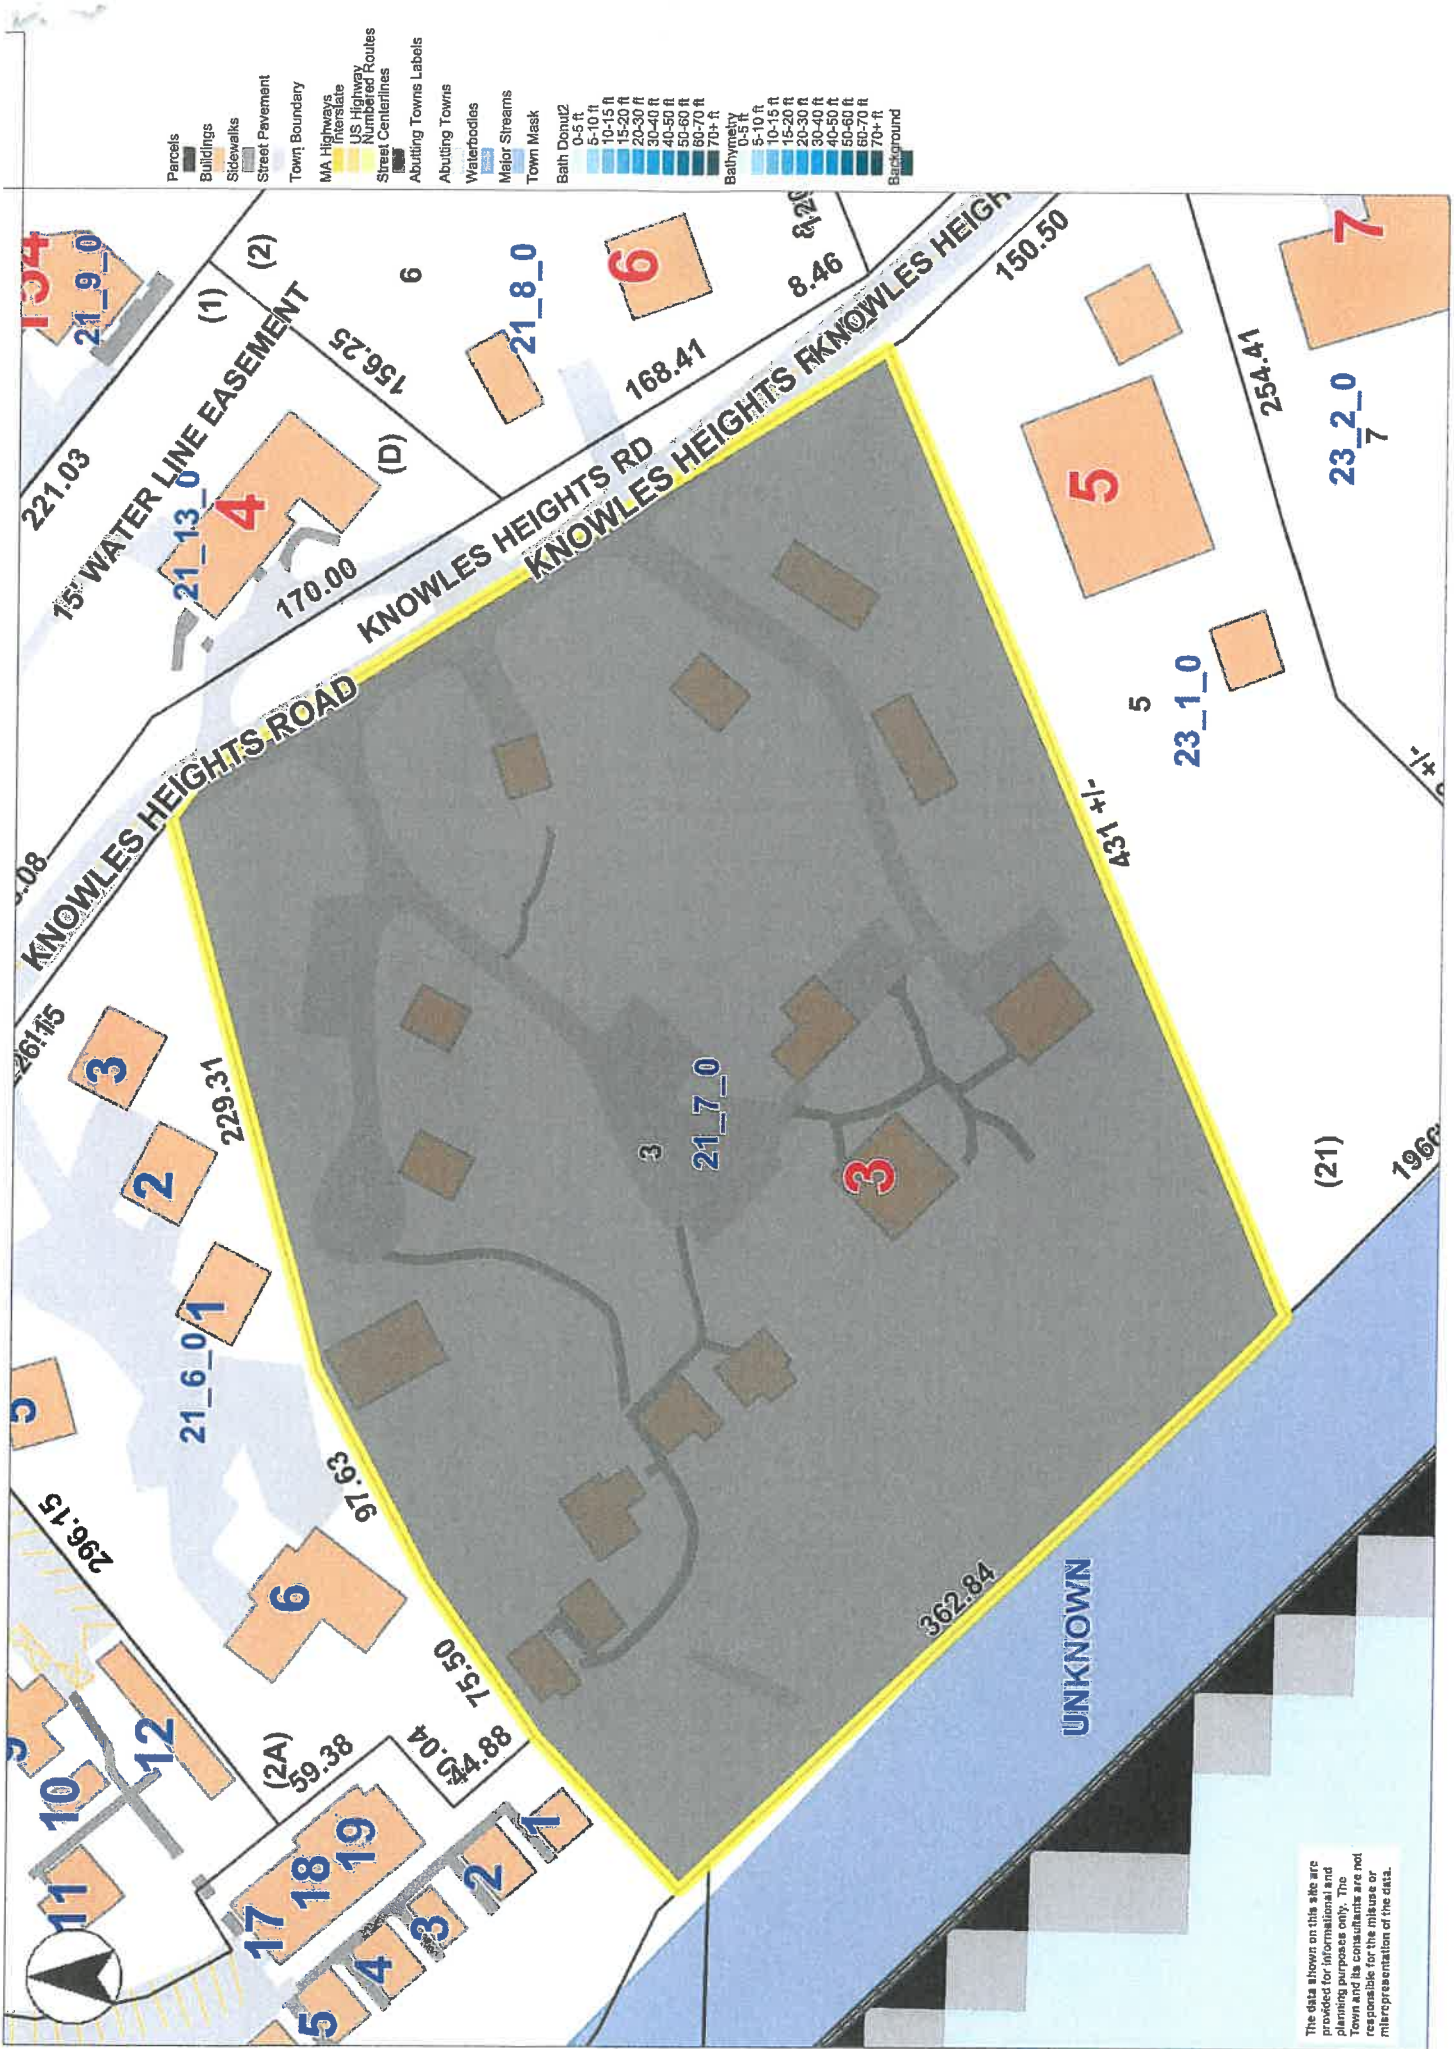 Parcels
Buildings
Sidewalks
Street Pavement
Town Boundary
MA Highways
Interstate
US Highway
Numbered Routes
Street Centerlines
Abutting Towns Labels
Abutting Towns
Waterbodies
Major Streams
Town Mask
Bath Donut2
0-5 ft
5-10 ft
10-15 ft
15-20 ft
20-30 ft
30-40 ft
40-50 ft
50-60 ft
60-70 ft
70+ ft
Bathymetry
0-5 ft
5-10 ft
10-15 ft
15-20 ft
20-30 ft
30-40 ft
40-50 ft
50-60 ft
60-70 ft
70+ ft
Background
21_9_0
(2)
(1)
6
21_8_0
6
8.46
150.50
7
221.03
15' WATER LINE EASEMENT
156.25
(D)
168.41
254.41
23_2_0
7
21_13_0
4
170.00
KNOWLES HEIGHTS RD
KNOWLES HEIGHTS
KNOWLES HEIGH
5
KNOWLES HEIGHTS ROAD
5
23_1_0
+/-
431 +/-
KNOWLES HEIGHTS ROAD
3
229.31
2
3
21_7_0
3
(21)
21_6_0
1
97.63
296.15
6
362.84
UNKNOWN
75.50
44.88
59.38
(2A)
12
10
11
17
18
19
1
2
3
4
5
The data shown on this site are
provided for informational and
planning purposes only. The
Town and its consultants are not
responsible for the misuse or
misrepresentation of the data.